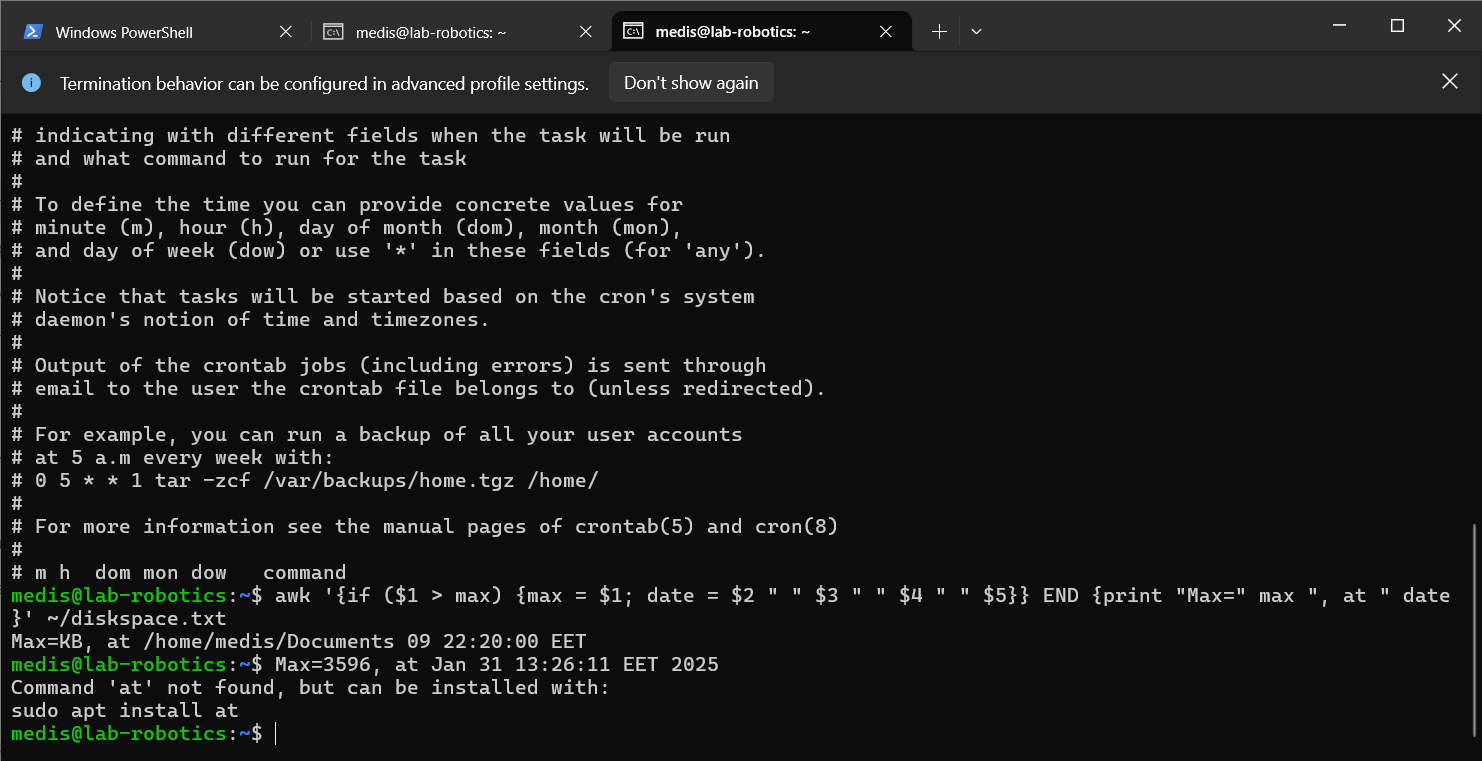 Windows PowerShell
medis@lab-robotics: ~
medis@lab-robotics: ~
Termination behavior can be configured in advanced profile settings. Don't show again
# indicating with different fields when the task will be run
# and what command to run for the task
#
# To define the time you can provide concrete values for
# minute (m), hour (h), day of month (dom), month (mon),
# and day of week (dow) or use '*' in these fields (for 'any').
#
# Notice that tasks will be started based on the cron's system
# daemon's notion of time and timezones.
#
# Output of the crontab jobs (including errors) is sent through
# email to the user the crontab file belongs to (unless redirected).
#
# For example, you can run a backup of all your user accounts
# at 5 a.m every week with:
# 0 5 * * 1 tar -zcf /var/backups/home.tgz /home/
#
# For more information see the manual pages of crontab(5) and cron(8)
#
# m h  dom mon dow   command
medis@lab-robotics:~$ awk '{if ($1 > max) {max = $1; date = $2 " " $3 " " $4 " " $5}} END {print "Max=" max ", at " date
}' ~/diskspace.txt
Max=KB, at /home/medis/Documents 09 22:20:00 EET
medis@lab-robotics:~$ Max=3596, at Jan 31 13:26:11 EET 2025
Command 'at' not found, but can be installed with:
sudo apt install at
medis@lab-robotics:~$